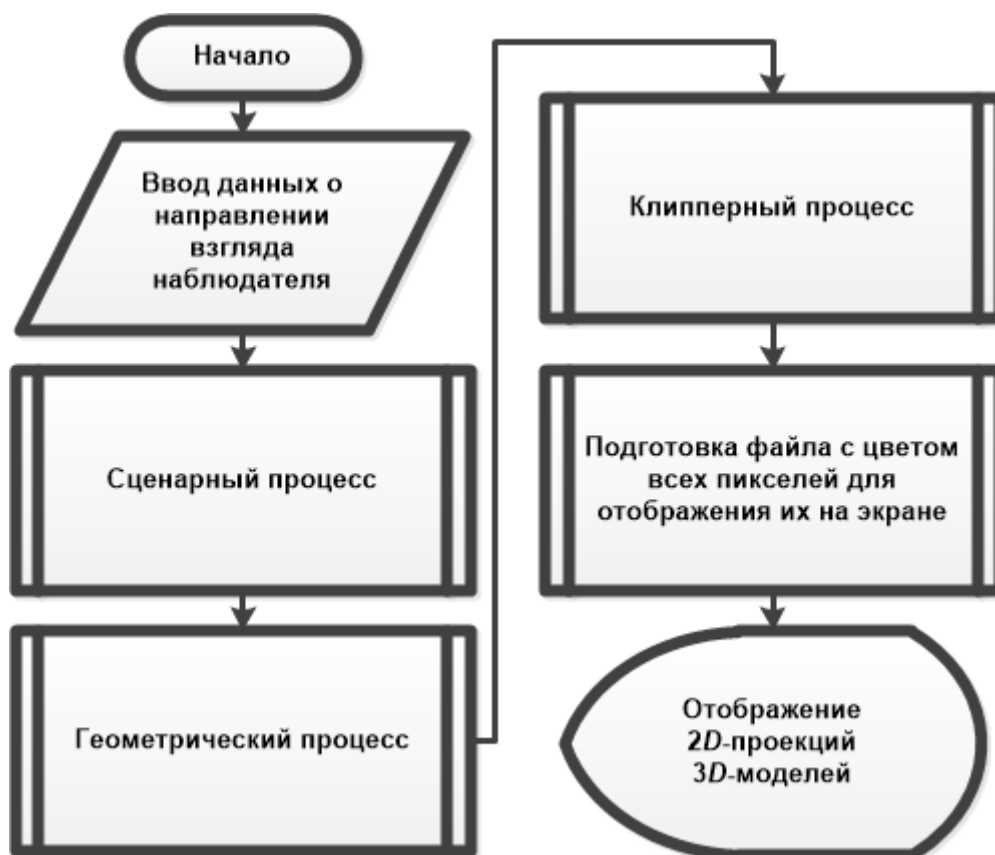 Начало
Ввод данных о
направлении
взгляда
наблюдателя
Сценарный процесс
Геометрический процесс
Клипперный процесс
Подготовка файла с цветом
всех пикселей для
отображения их на экране
Отображение
2D-проекций
3D-моделей